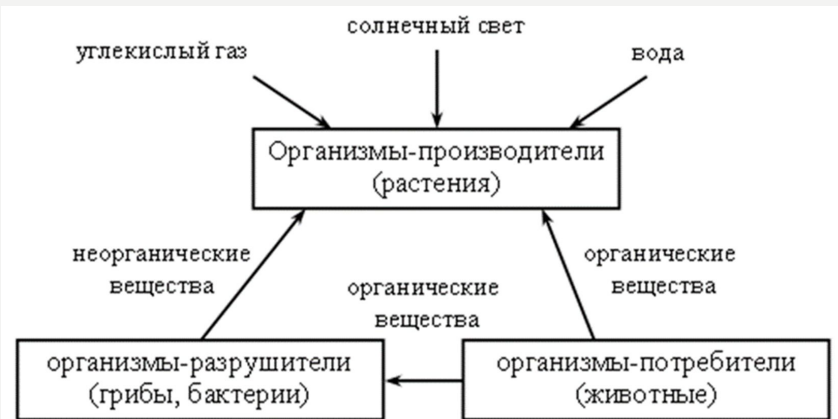 солнечный свет
углекислый газ
вода
Организмы-производители
(растения)
неорганические
вещества
органические
вещества
органические
вещества
организмы-разрушители
(грибы, бактерии)
организмы-потребители
(животные)